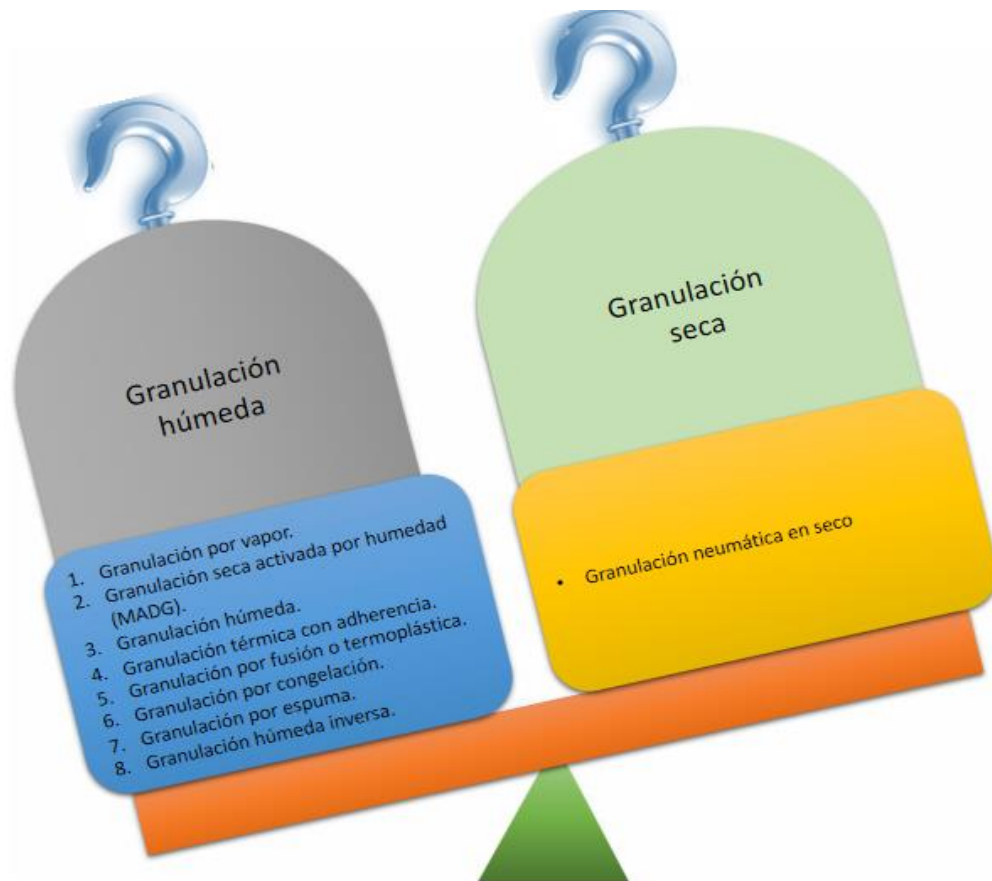 Granulación
húmeda
1. Granulación por vapor.
2. Granulación seca activada por humedad
(MADG).
3. Granulación húmeda.
4. Granulación térmica con adherencia.
5. Granulación por fusión o termoplástica.
6. Granulación por congelación.
7. Granulación por espuma.
8. Granulación húmeda inversa.
Granulación
seca
• Granulación neumática en seco